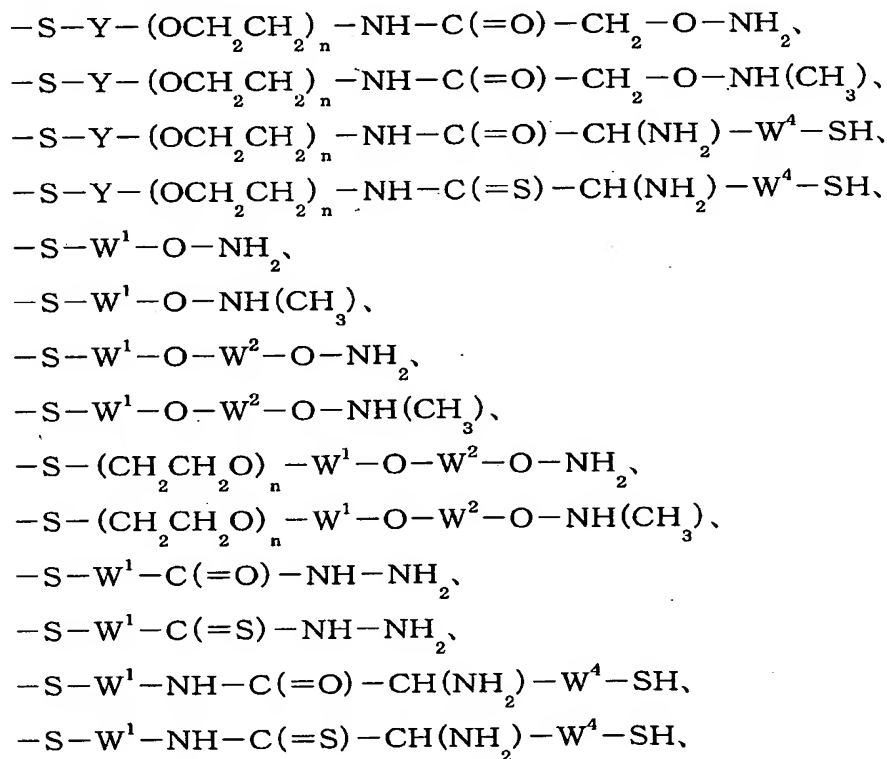 −S−Y−(OCH₂CH₂)ₙ−NH−C(=O)−CH₂−O−NH₂、
−S−Y−(OCH₂CH₂)ₙ−NH−C(=O)−CH₂−O−NH(CH₃)、
−S−Y−(OCH₂CH₂)ₙ−NH−C(=O)−CH(NH₂)−W⁴−SH、
−S−Y−(OCH₂CH₂)ₙ−NH−C(=S)−CH(NH₂)−W⁴−SH、
−S−W¹−O−NH₂、
−S−W¹−O−NH(CH₃)、
−S−W¹−O−W²−O−NH₂、
−S−W¹−O−W²−O−NH(CH₃)、
−S−(CH₂CH₂O)ₙ−W¹−O−W²−O−NH₂、
−S−(CH₂CH₂O)ₙ−W¹−O−W²−O−NH(CH₃)、
−S−W¹−C(=O)−NH−NH₂、
−S−W¹−C(=S)−NH−NH₂、
−S−W¹−NH−C(=O)−CH(NH₂)−W⁴−SH、
−S−W¹−NH−C(=S)−CH(NH₂)−W⁴−SH、